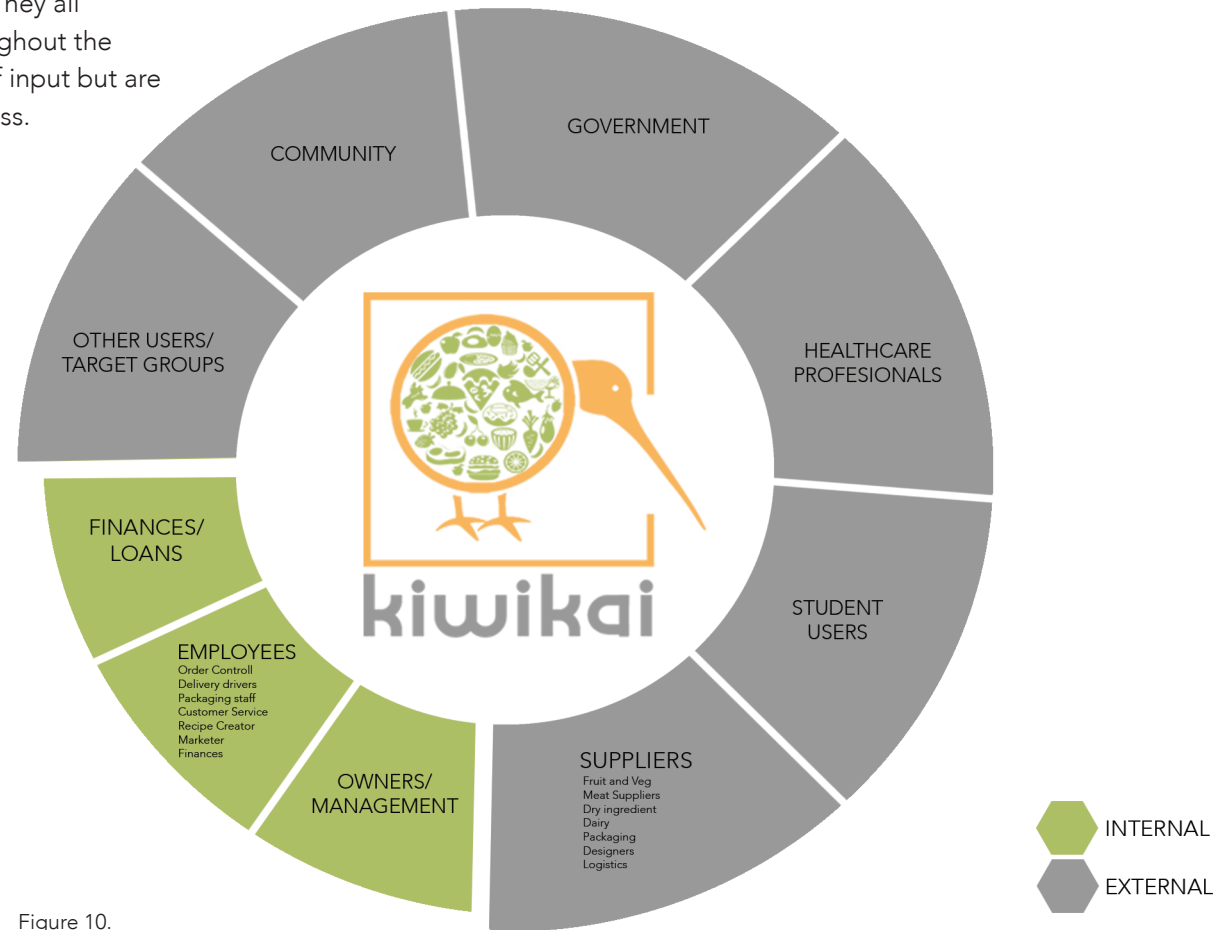 hey all
ghout the
f input but are
ss.
COMMUNITY
GOVERNMENT
OTHER USERS/
TARGET GROUPS
HEALTHCARE
PROFESIONALS
FINANCES/
LOANS
STUDENT
USERS
EMPLOYEES
Order Controll
Delivery drivers
Packaging staff
Customer Service
Recipe Creator
Marketer
Finances
OWNERS/
MANAGEMENT
SUPPLIERS
Fruit and Veg
Meat Suppliers
Dry ingredient
Dairy
Packaging
Designers
Logistics
kiwikai
INTERNAL
EXTERNAL
Figure 10.